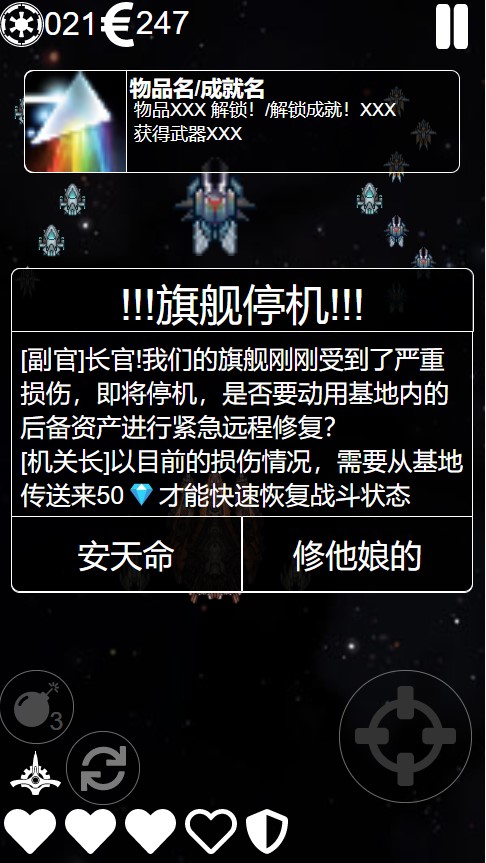 021€247
物品名/成就名
物品XXX 解锁！/解锁成就！XXX
获得武器XXX
!!!旗舰停机!!!
[副官]长官!我们的旗舰刚刚受到了严重
损伤，即将停机，是否要动用基地内的
后备资产进行紧急远程修复？
[机关长]以目前的损伤情况，需要从基地
传送来50💎才能快速恢复战斗状态
安天命
修他娘的
3